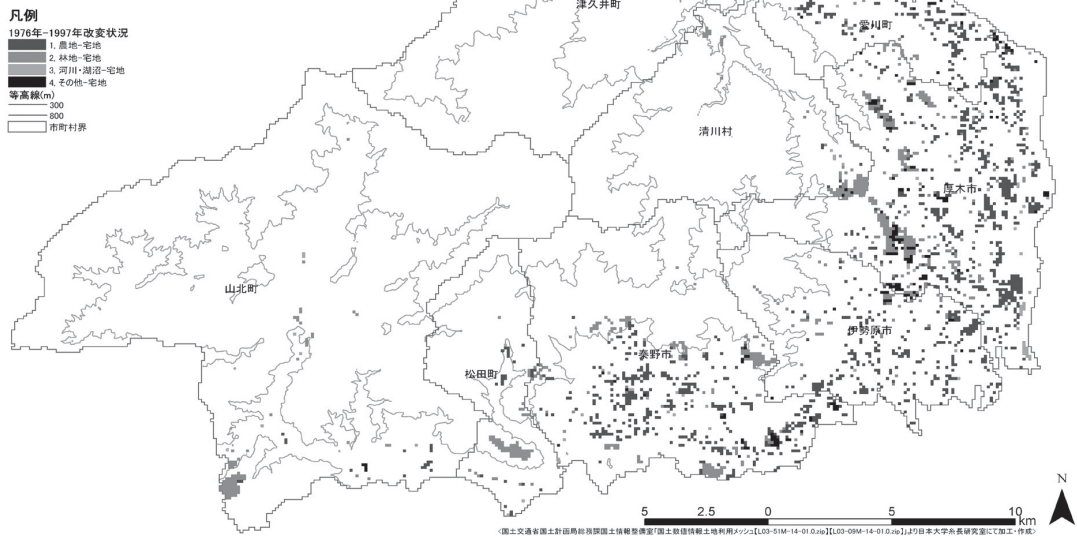 凡例
1976年-1997年改変状況
1, 農地-宅地
2, 林地-宅地
3, 河川・湖沼-宅地
4, その他-宅地
等高線(m)
300
800
市町村界
津久井町
愛川町
清川村
厚木市
山北町
伊勢原市
秦野市
松田町
N
5 2.5 0 5 10
km
<国土交通省国土計画局総務課国土情報整備室「国土数値情報土地利用メッシュ【L03-51M-14-01.0.zip】【L03-09M-14-01.0.zip】」より日本大学糸長研究室にて加工・作成>